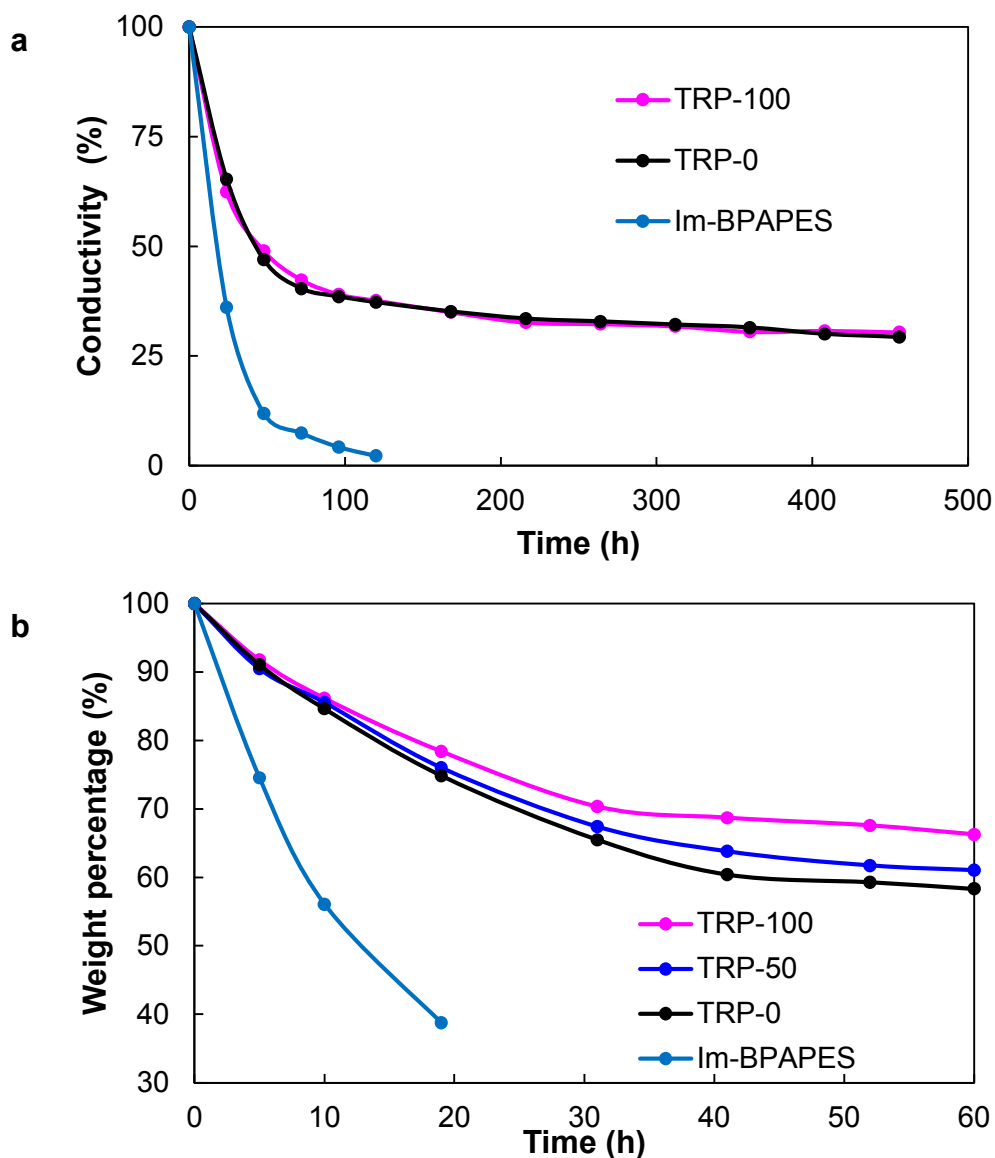 a
Conductivity (%)
100
75
50
25
0
TRP-100
TRP-0
Im-BPAPES
0 100 200 300 400 500
Time (h)
b
Weight percentage (%)
100
90
80
70
60
50
40
30
TRP-100
TRP-50
TRP-0
Im-BPAPES
0 10 20 30 40 50 60
Time (h)